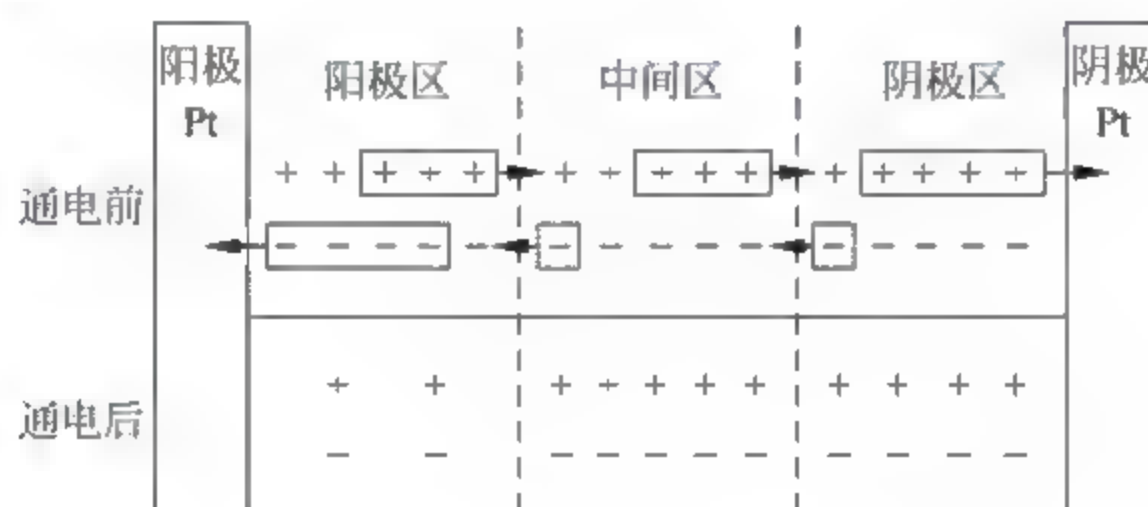 阳极
Pt
阳极区
中间区
阴极区
阴极
Pt
通电前
+ + + + + + + + + + + + + + +
- - - - - - - - - - - - - - -
通电后
+ + + + + + + + + + +
- - - - - - - - - - -